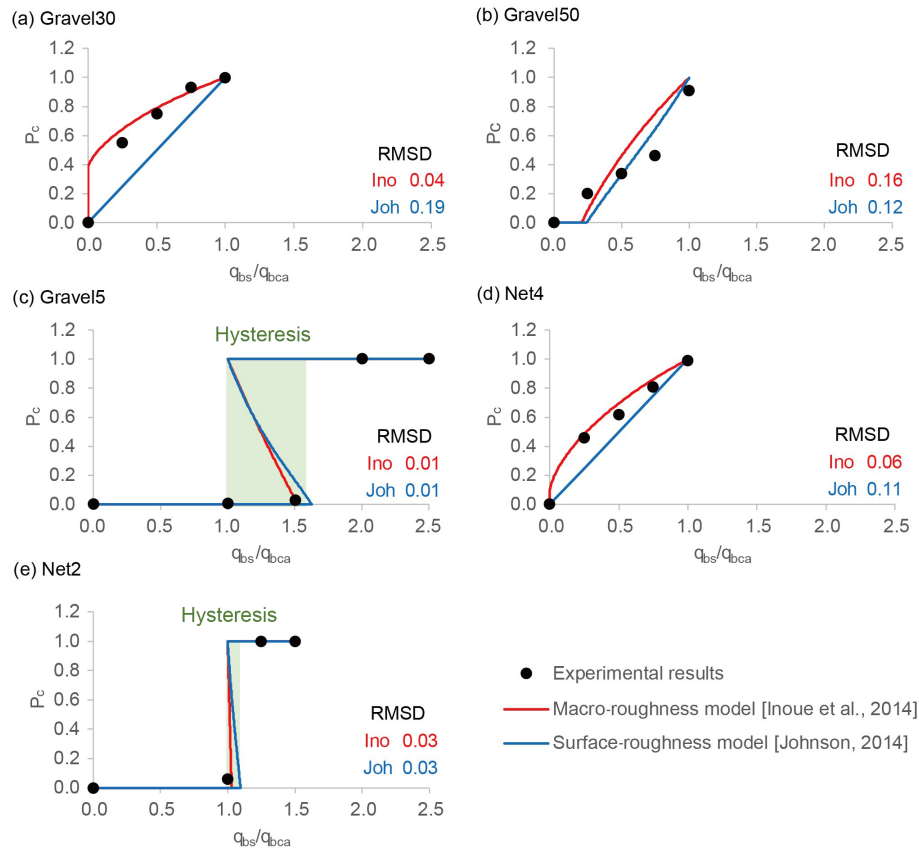 (a) Gravel30
1.2
1.0
0.8
0.6
0.4
0.2
0.0
Pc
0.0 0.5 1.0 1.5 2.0 2.5
qbs/qbca
RMSD
Ino 0.04
Joh 0.19
(b) Gravel50
1.2
1.0
0.8
0.6
0.4
0.2
0.0
Pc
0.0 0.5 1.0 1.5 2.0 2.5
qbs/qbca
RMSD
Ino 0.16
Joh 0.12
(c) Gravel5
Hysteresis
1.2
1.0
0.8
0.6
0.4
0.2
0.0
Pc
0.0 0.5 1.0 1.5 2.0 2.5
qbs/qbca
RMSD
Ino 0.01
Joh 0.01
(d) Net4
1.2
1.0
0.8
0.6
0.4
0.2
0.0
Pc
0.0 0.5 1.0 1.5 2.0 2.5
qbs/qbca
RMSD
Ino 0.06
Joh 0.11
(e) Net2
Hysteresis
1.2
1.0
0.8
0.6
0.4
0.2
0.0
Pc
0.0 0.5 1.0 1.5 2.0 2.5
qbs/qbca
RMSD
Ino 0.03
Joh 0.03
Experimental results
Macro-roughness model [Inoue et al., 2014]
Surface-roughness model [Johnson, 2014]